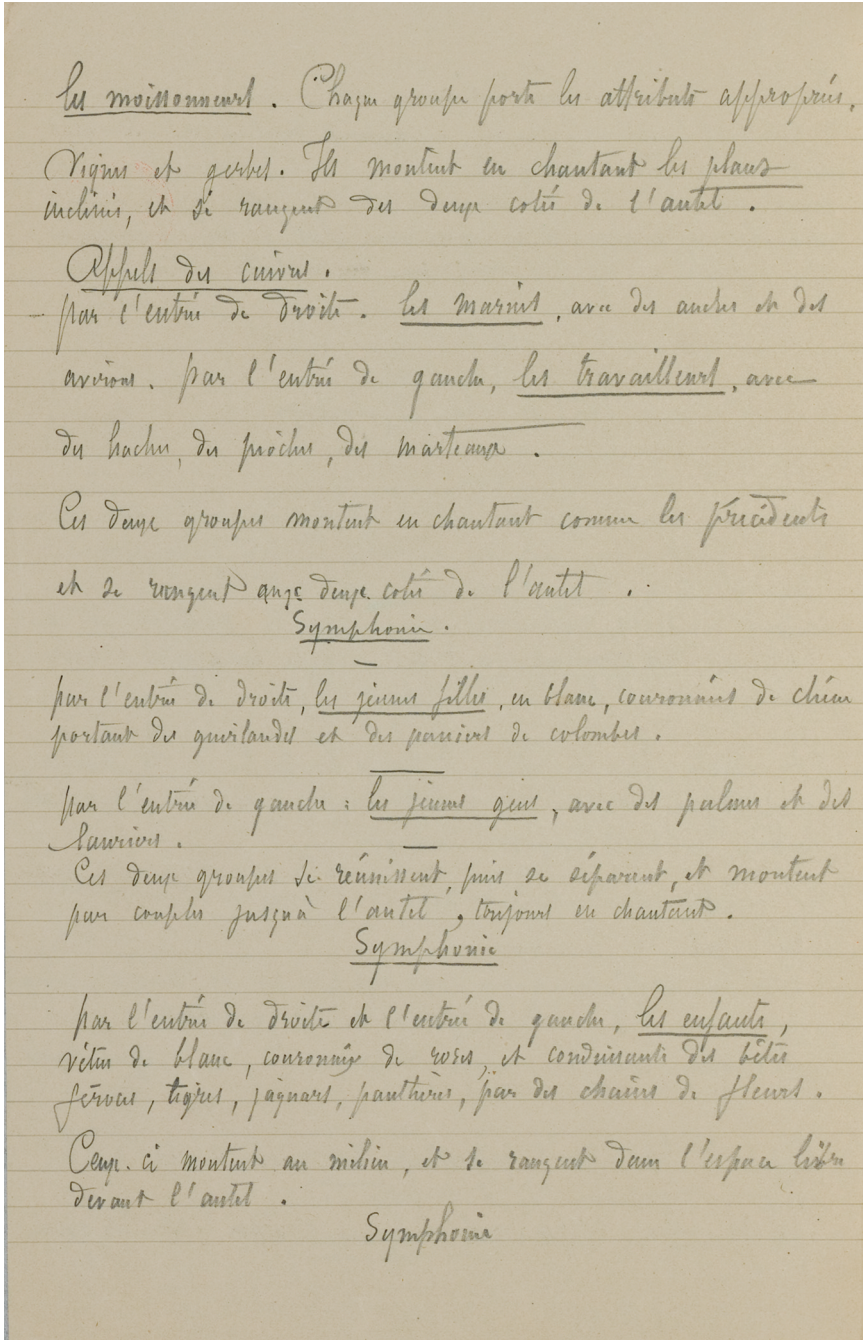 les moissonneurs. Chaque groupe porte les attributs appropriés,
Vignes et gerbes. Ils montent en chantant les plans
inclinés, et se rangent des deux cotés de l'autel.
Appels des cuivres.
– par l'entrée de droite. les marins, avec des ancres et des
avirons. par l'entrée de gauche, les travailleurs, avec
des haches, des pioches, des marteaux.
Ces deux groupes montent en chantant comme les précédents
et se rangent aux deux cotés de l'autel.
Symphonie.
par l'entrée de droite, les jeunes filles, en blanc, couronnées de chêne
portant des guirlandes et des paniers de colombes.
par l'entrée de gauche : les jeunes gens, avec des palmes et des
lauriers.
Ces deux groupes se réunissent, puis se séparent, et montent
par couples jusqu'à l'autel, toujours en chantant.
Symphonie
par l'entrée de droite et l'entrée de gauche, les enfants,
vêtus de blanc, couronnés de roses, et conduisants des bêtes
féroces, tigres, jaguars, panthères, par des chaines de fleurs.
Ceux-ci montent au milieu, et se rangent dans l'espace libre
devant l'autel.
Symphonie